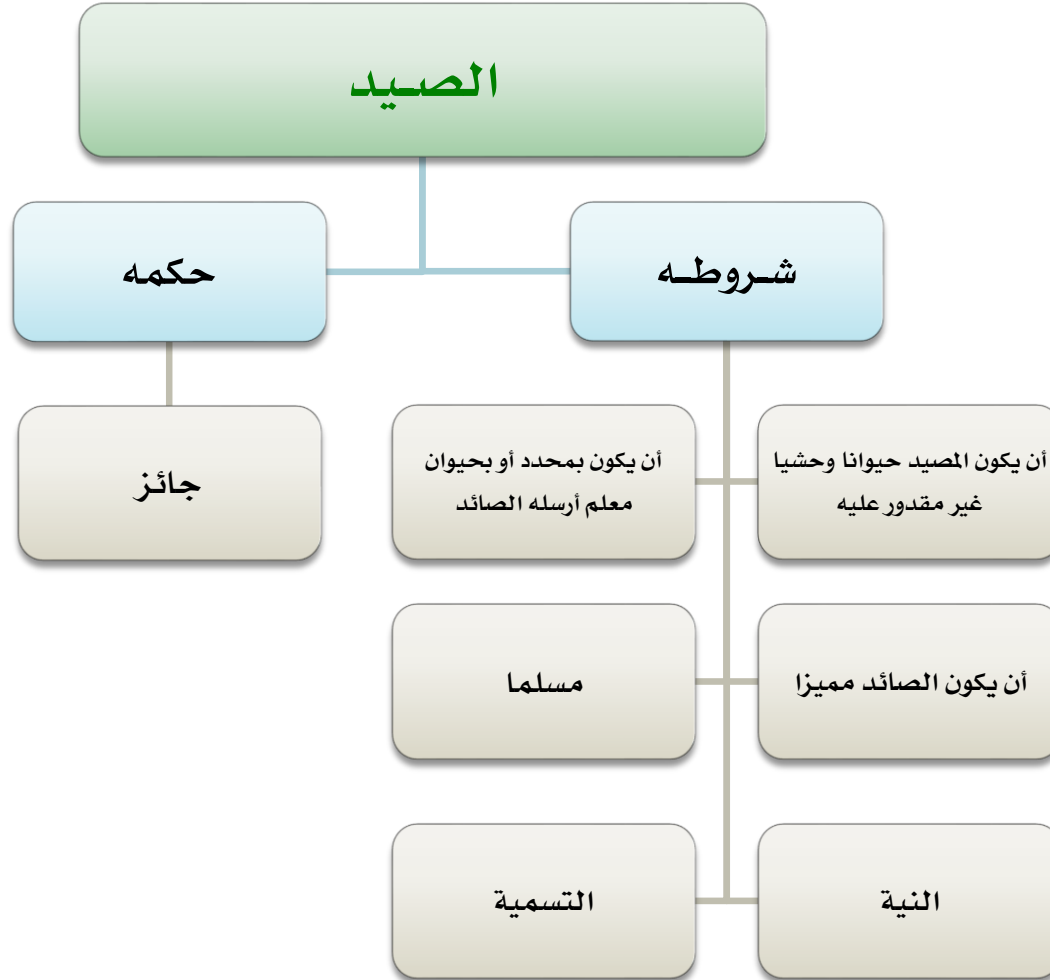 الصيد
شروطه
حكمه
أن يكون المصيد حيوانا وحشيا
غير مقدور عليه
أن يكون بمحدد أو بحيوان
معلم أرسله الصائد
جائز
أن يكون الصائد مميزا
مسلما
النية
التسمية